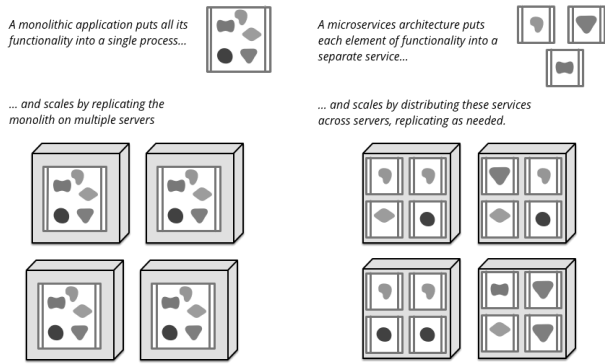 A monolithic application puts all its
functionality into a single process...
A microservices architecture puts
each element of functionality into a
separate service...
... and scales by replicating the
monolith on multiple servers
... and scales by distributing these services
across servers, replicating as needed.